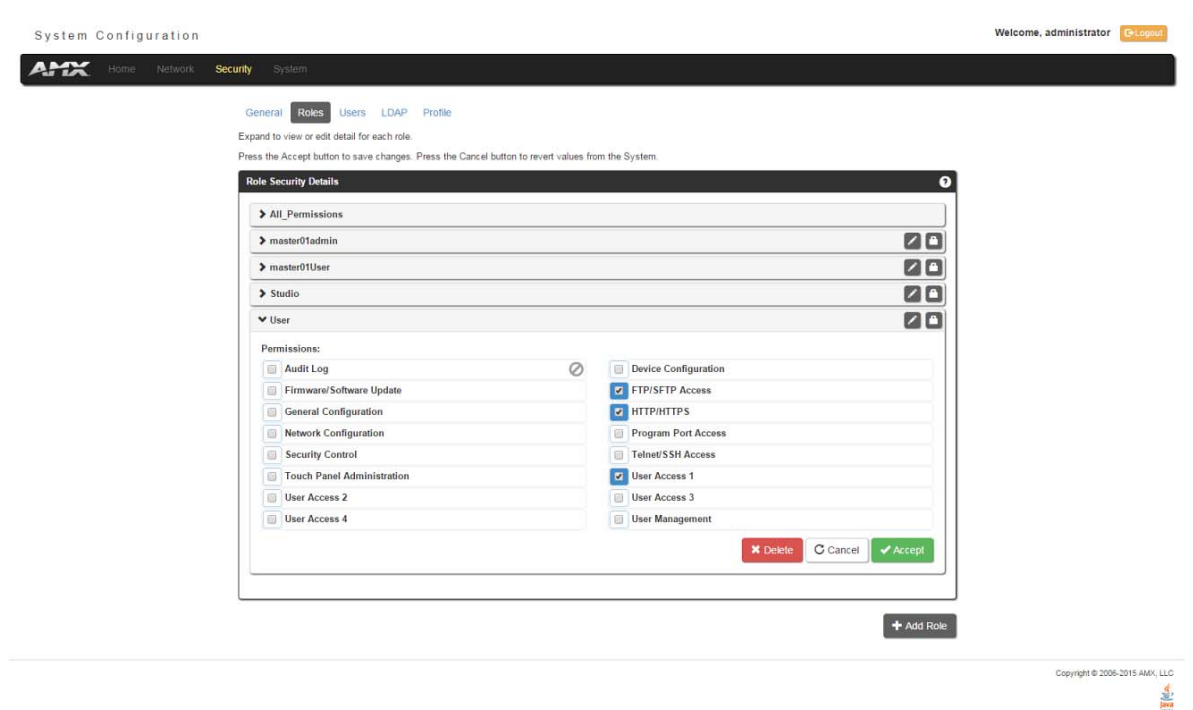 System Configuration
Welcome, administrator Logout
AMX Home Network Security System
General Roles Users LDAP Profile
Expand to view or edit detail for each role.
Press the Accept button to save changes. Press the Cancel button to revert values from the System.
Role Security Details ?
All_Permissions
master01admin
master01User
Studio
User
Permissions:
Audit Log Device Configuration
Firmware/Software Update FTP/SFTP Access
General Configuration HTTP/HTTPS
Network Configuration Program Port Access
Security Control Telnet/SSH Access
Touch Panel Administration User Access 1
User Access 2 User Access 3
User Access 4 User Management
Delete Cancel Accept
Add Role
Copyright © 2006-2015 AMX, LLC
Java